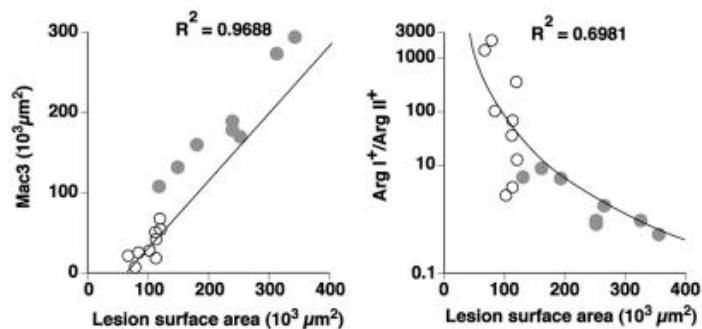 R² = 0.9688
300
200
100
0
Mac3 (10³µm²)
0 100 200 300 400
Lesion surface area (10³ µm²)
R² = 0.6981
3000
1000
100
10
0.1
Arg I⁺/Arg II⁺
0 100 200 300 400
Lesion surface area (10³ µm²)